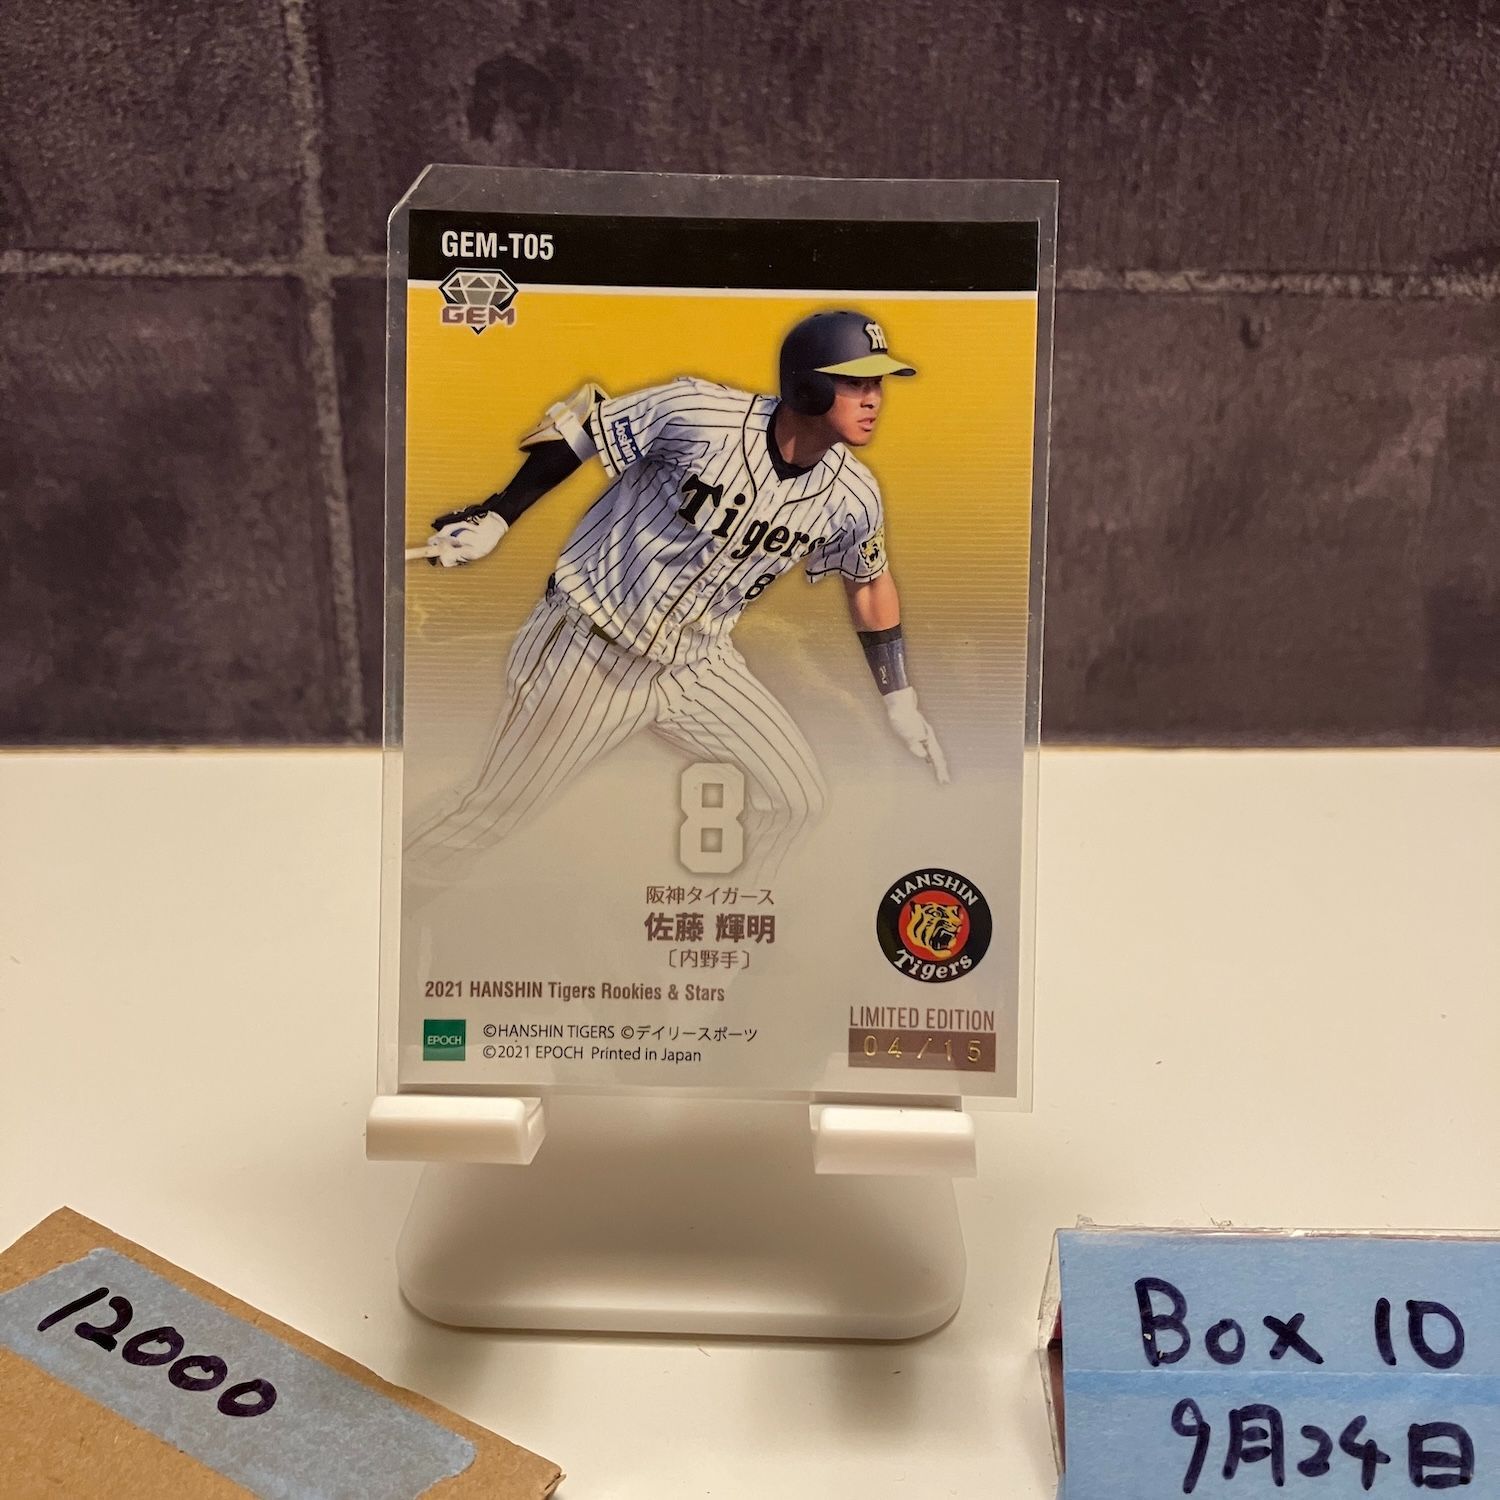 GEM-T05
GEM
Joshin
Tigers
8
8
阪神タイガース
佐藤 輝明
〔内野手〕
HANSHIN
Tigers
2021 HANSHIN Tigers Rookies & Stars
LIMITED EDITION
04/15
EPOCH
©HANSHIN TIGERS ©デイリースポーツ
©2021 EPOCH Printed in Japan
12000
Box 10
9月24日